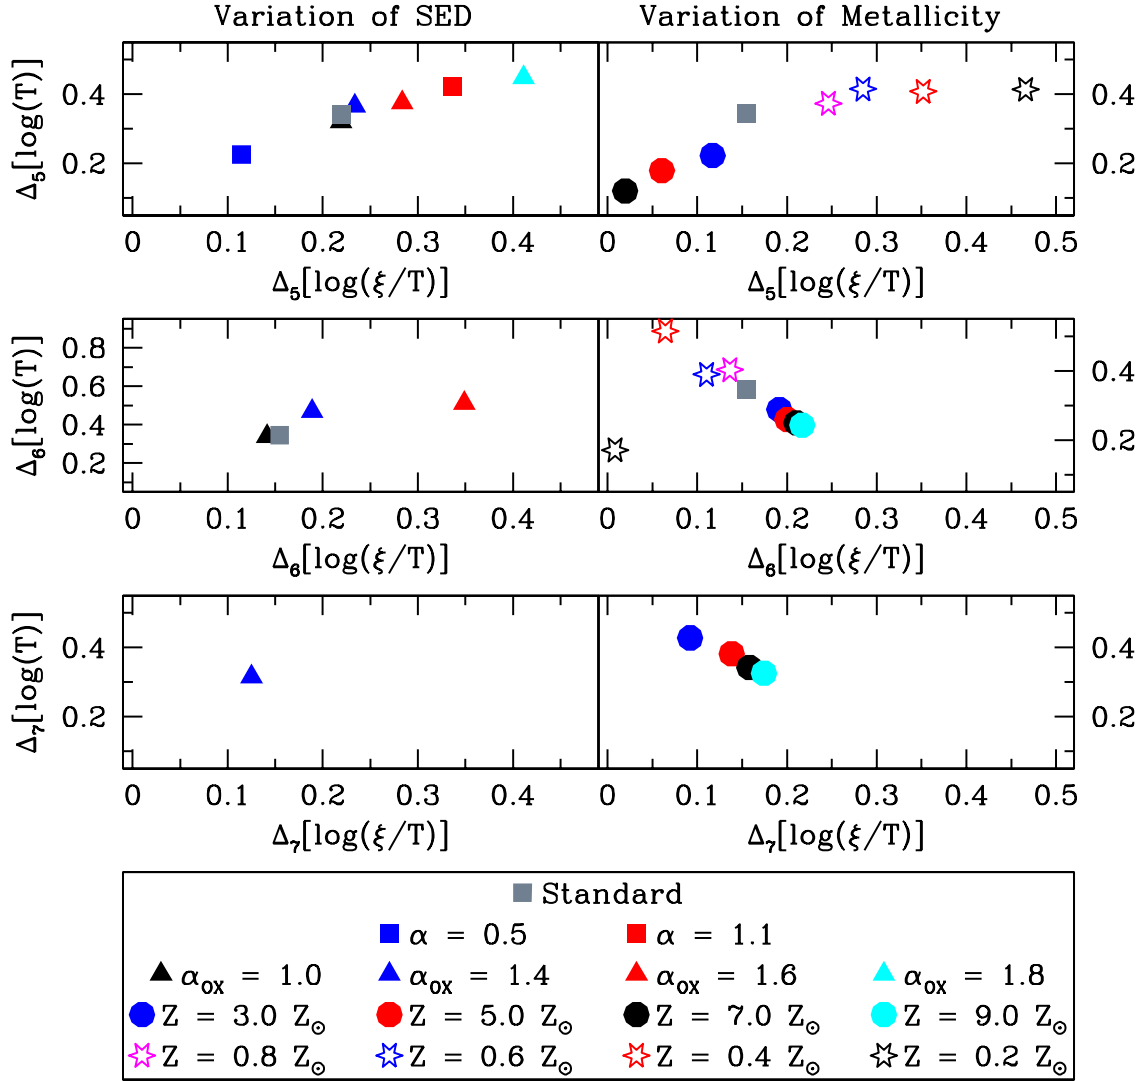 Variation of SED Variation of Metallicity
Δ₅[log(T)]
0.4 0.4
0.2 0.2
0 0.1 0.2 0.3 0.4 0 0.1 0.2 0.3 0.4 0.5
Δ₅[log(ξ/T)] Δ₅[log(ξ/T)]
Δ₆[log(T)]
0.8
0.6 0.4
0.4
0.2 0.2
0 0.1 0.2 0.3 0.4 0 0.1 0.2 0.3 0.4 0.5
Δ₆[log(ξ/T)] Δ₆[log(ξ/T)]
Δ₇[log(T)]
0.4 0.4
0.2 0.2
0 0.1 0.2 0.3 0.4 0 0.1 0.2 0.3 0.4 0.5
Δ₇[log(ξ/T)] Δ₇[log(ξ/T)]
Standard
α = 0.5 α = 1.1
α_OX = 1.0 α_OX = 1.4 α_OX = 1.6 α_OX = 1.8
Z = 3.0 Z⊙ Z = 5.0 Z⊙ Z = 7.0 Z⊙ Z = 9.0 Z⊙
Z = 0.8 Z⊙ Z = 0.6 Z⊙ Z = 0.4 Z⊙ Z = 0.2 Z⊙